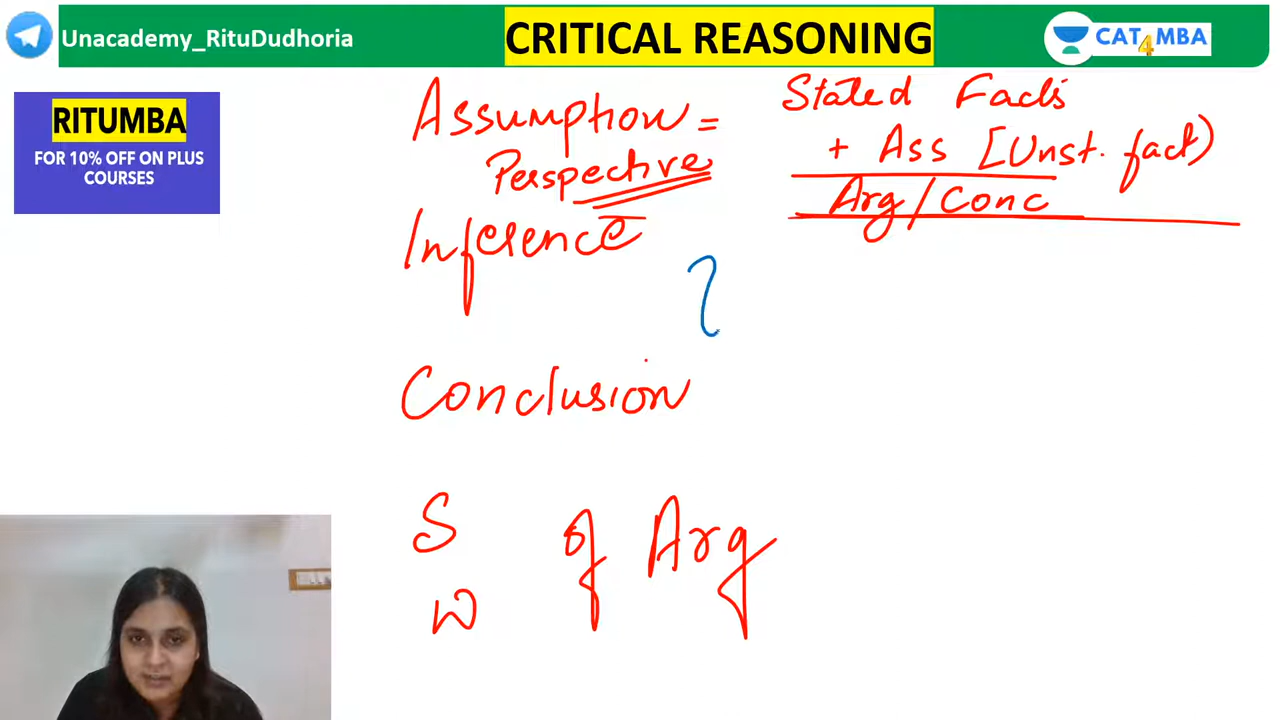 Unacademy_RituDudhoria
CRITICAL REASONING
CAT4MBA
RITUMBA
FOR 10% OFF ON PLUS
COURSES
Assumption =
Perspective
Stated Facts
+ Ass [Unst. fact)
Arg/Conc
Inference
Conclusion
S
W
of Arg